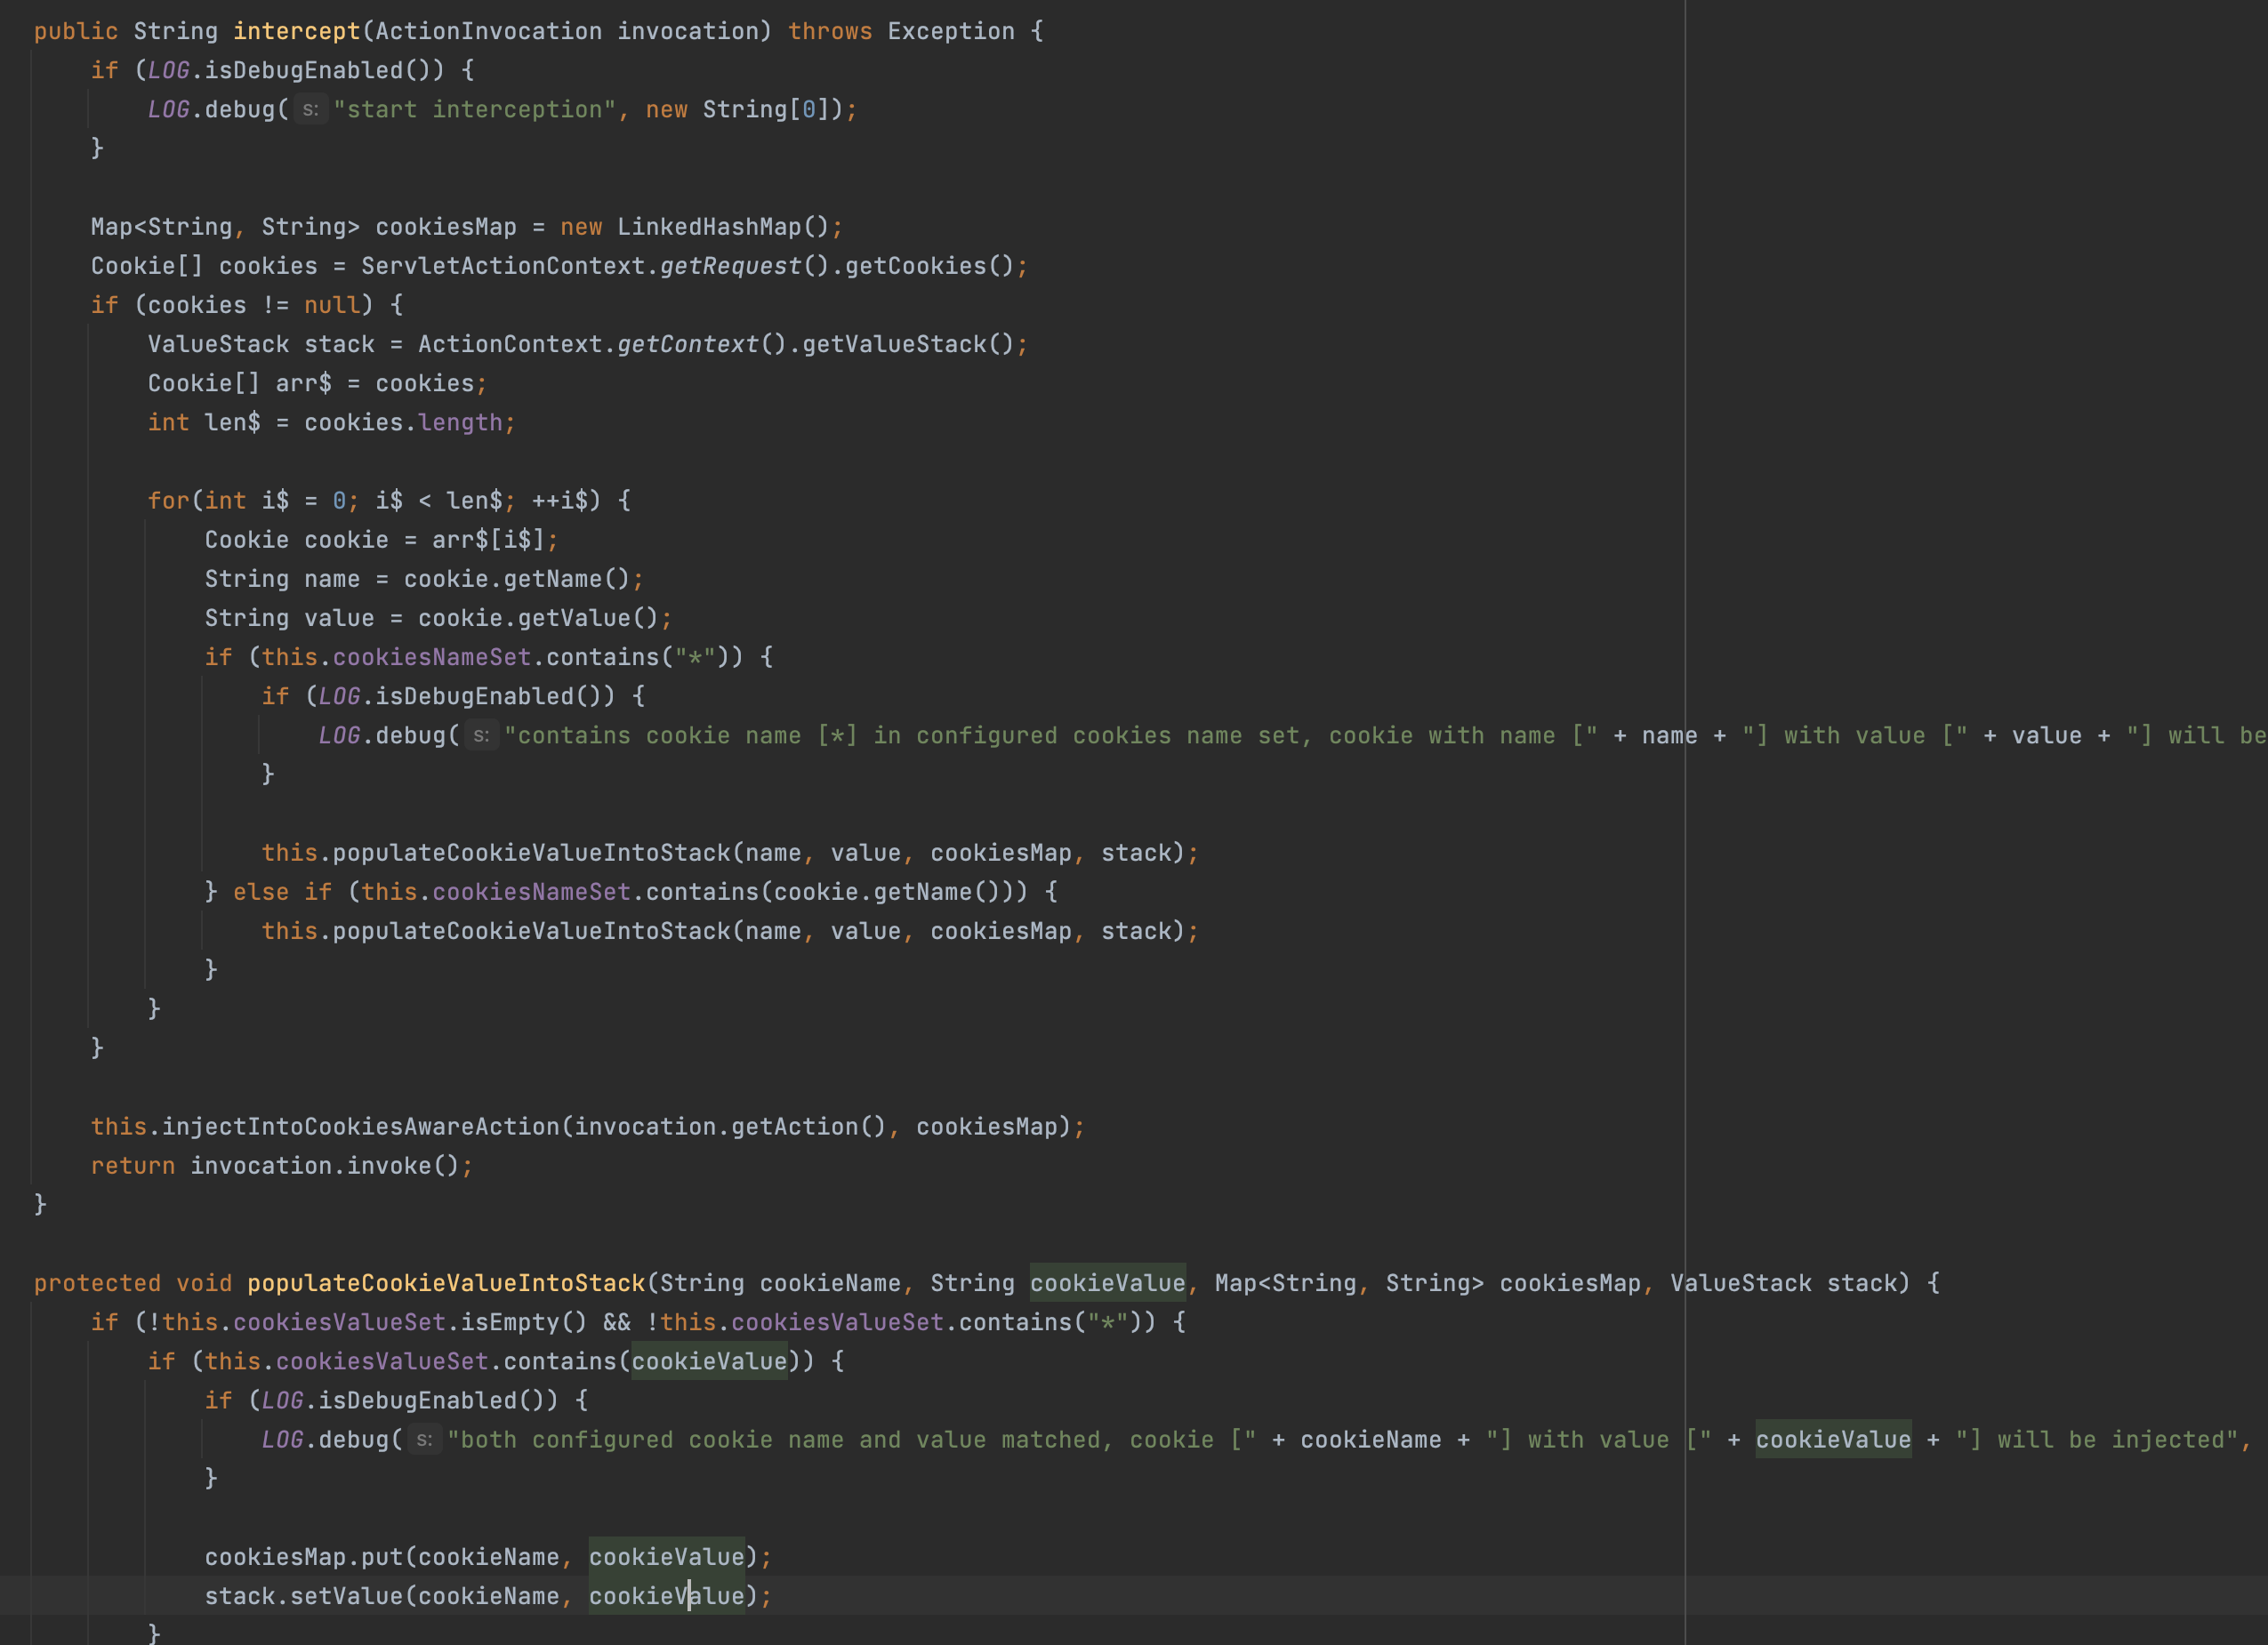 public String intercept(ActionInvocation invocation) throws Exception {
    if (LOG.isDebugEnabled()) {
        LOG.debug( s: "start interception", new String[0]);
    }

    Map<String, String> cookiesMap = new LinkedHashMap();
    Cookie[] cookies = ServletActionContext.getRequest().getCookies();
    if (cookies != null) {
        ValueStack stack = ActionContext.getContext().getValueStack();
        Cookie[] arr$ = cookies;
        int len$ = cookies.length;

        for(int i$ = 0; i$ < len$; ++i$) {
            Cookie cookie = arr$[i$];
            String name = cookie.getName();
            String value = cookie.getValue();
            if (this.cookiesNameSet.contains("*")) {
                if (LOG.isDebugEnabled()) {
                    LOG.debug( s: "contains cookie name [*] in configured cookies name set, cookie with name [" + name + "] with value [" + value + "] will be
                }

                this.populateCookieValueIntoStack(name, value, cookiesMap, stack);
            } else if (this.cookiesNameSet.contains(cookie.getName())) {
                this.populateCookieValueIntoStack(name, value, cookiesMap, stack);
            }
        }
    }

    this.injectIntoCookiesAwareAction(invocation.getAction(), cookiesMap);
    return invocation.invoke();
}

protected void populateCookieValueIntoStack(String cookieName, String cookieValue, Map<String, String> cookiesMap, ValueStack stack) {
    if (!this.cookiesValueSet.isEmpty() && !this.cookiesValueSet.contains("*")) {
        if (this.cookiesValueSet.contains(cookieValue)) {
            if (LOG.isDebugEnabled()) {
                LOG.debug( s: "both configured cookie name and value matched, cookie [" + cookieName + "] with value [" + cookieValue + "] will be injected",
            }

            cookiesMap.put(cookieName, cookieValue);
            stack.setValue(cookieName, cookieValue);
        }